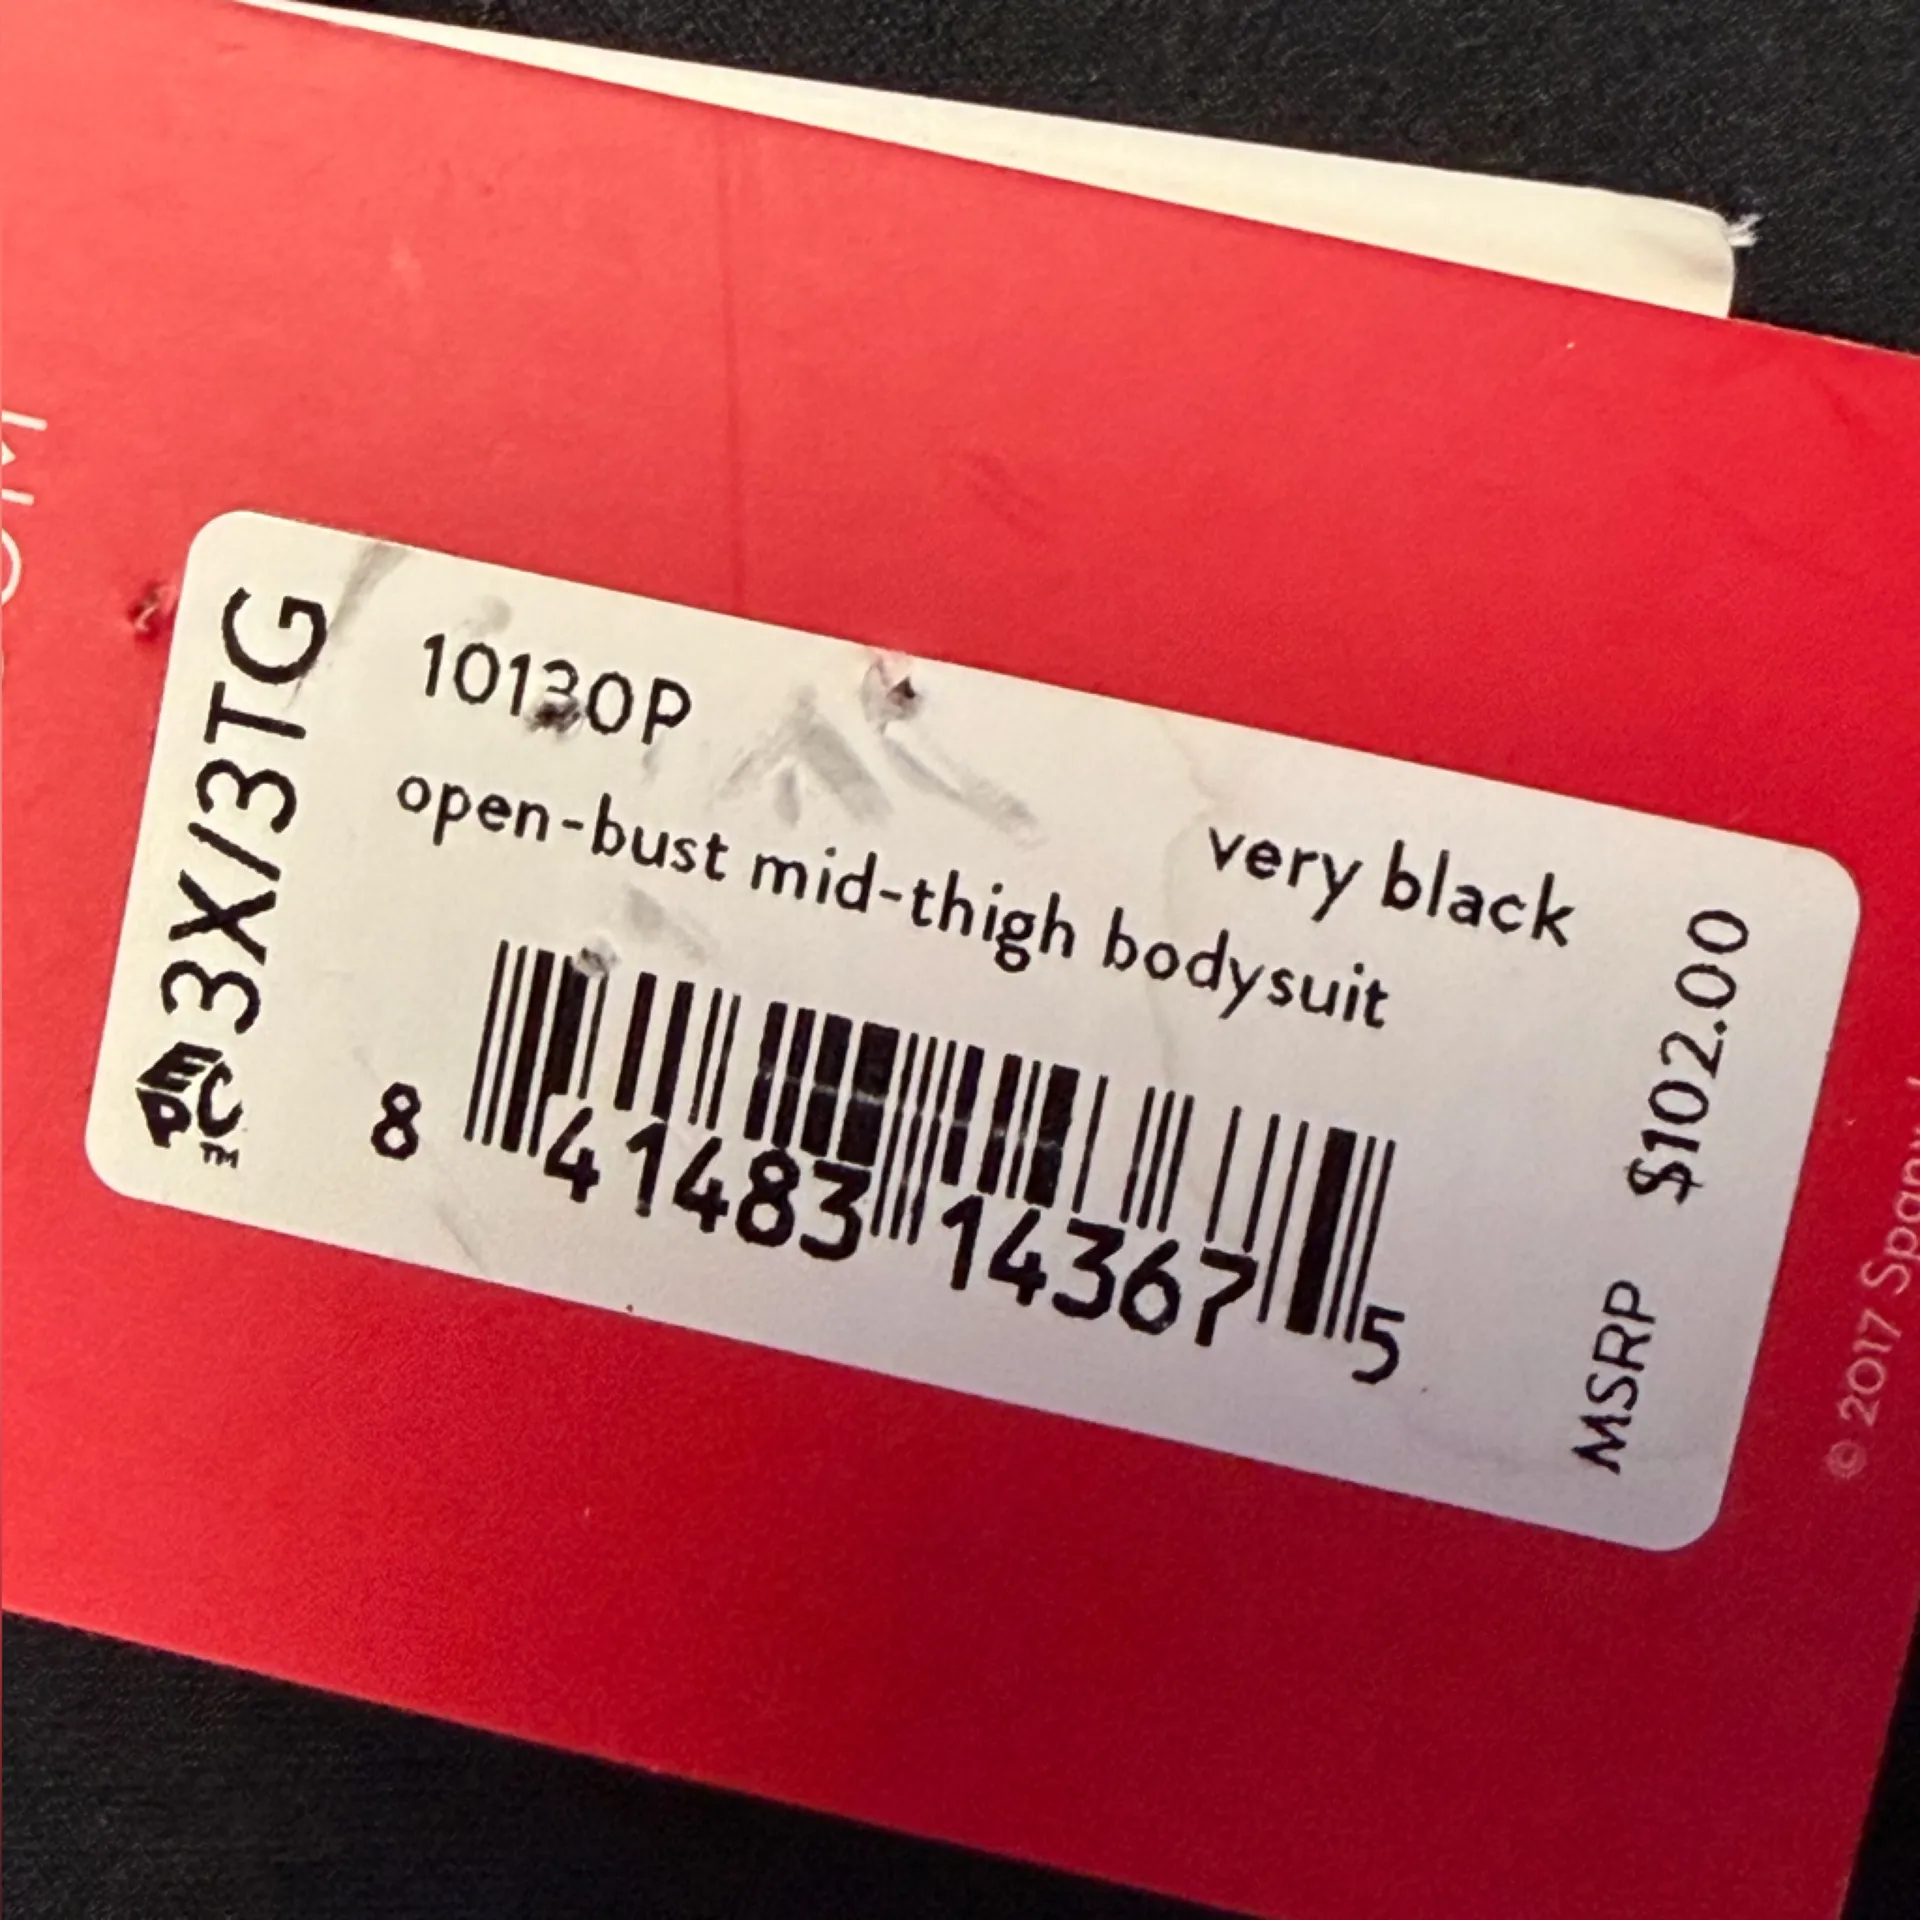 10130P
very black
open-bust mid-thigh bodysuit
8 41483 14367 5
3X/3TG
PEC™
MSRP $102.00
© 2017 Spanx